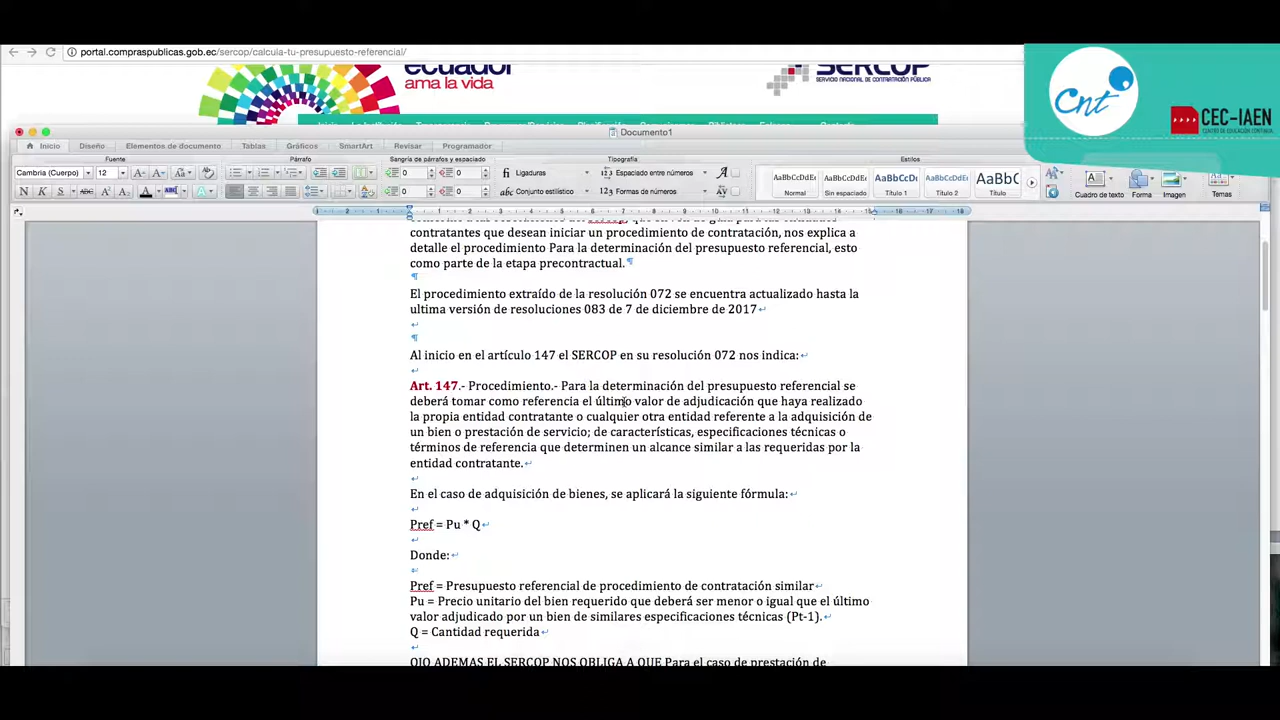 portal.compraspublicas.gob.ec/sercop/calcula-tu-presupuesto-referencial/
ecuador
ama la vida
SERCOP
SERVICIO NACIONAL DE CONTRATACIÓN PÚBLICA
Cnt
CEC-IAEN
CENTRO DE EDUCACIÓN CONTINUA
Documento1
Inicio Diseño Elementos de documento Tablas Gráficos SmartArt Revisar Programador
Fuente Párrafo Sangría de párrafos y espaciado Tipografía Estilos
Cambria (Cuerpo) 12 0 0 Ligaduras Espaciado entre números AaBbCcDc AaBbCcDc AaBbCcDc AaBbCcDc AaBbC
N K S ABC 0 0 Conjunto estilístico Formas de números Normal Sin espaciado Título 1 Título 2 Título Cuadro de texto Forma Imagen Temas
contratantes que desean iniciar un procedimiento de contratación, nos explica a
detalle el procedimiento Para la determinación del presupuesto referencial, esto
como parte de la etapa precontractual.
El procedimiento extraído de la resolución 072 se encuentra actualizado hasta la
ultima versión de resoluciones 083 de 7 de diciembre de 2017
Al inicio en el artículo 147 el SERCOP en su resolución 072 nos indica:
Art. 147.- Procedimiento.- Para la determinación del presupuesto referencial se
deberá tomar como referencia el último valor de adjudicación que haya realizado
la propia entidad contratante o cualquier otra entidad referente a la adquisición de
un bien o prestación de servicio; de características, especificaciones técnicas o
términos de referencia que determinen un alcance similar a las requeridas por la
entidad contratante.
En el caso de adquisición de bienes, se aplicará la siguiente fórmula:
Pref = Pu * Q
Donde:
Pref = Presupuesto referencial de procedimiento de contratación similar
Pu = Precio unitario del bien requerido que deberá ser menor o igual que el último
valor adjudicado por un bien de similares especificaciones técnicas (Pt-1).
Q = Cantidad requerida
OJO ADEMAS EL SERCOP NOS OBLIGA A QUE Para el caso de prestación de